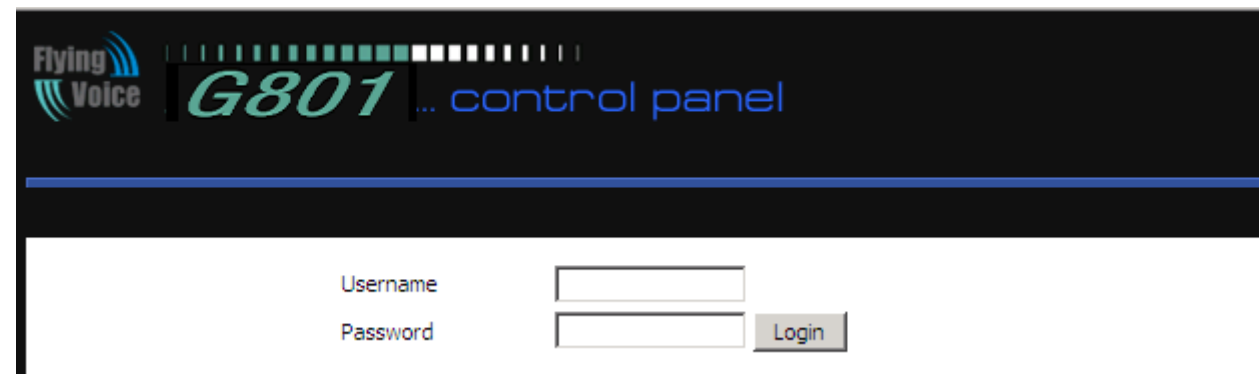 Flying
Voice
G801 ... control panel
Username
Password
Login